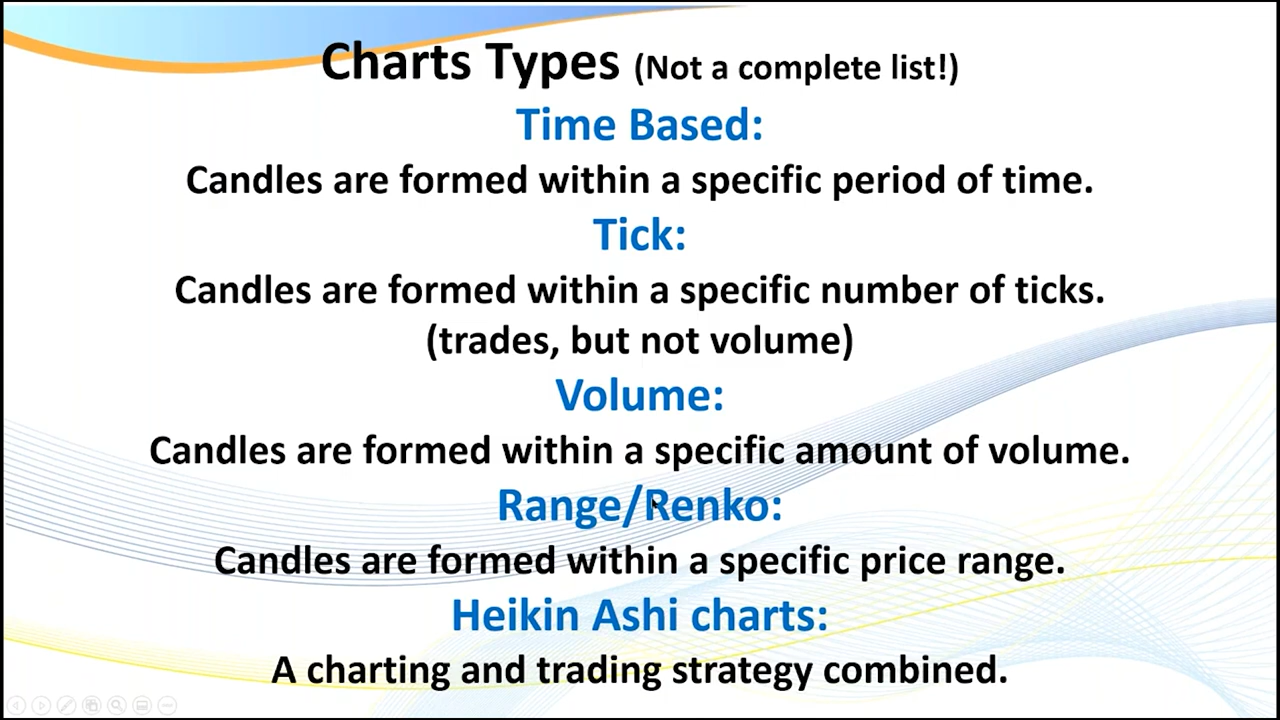 Charts Types (Not a complete list!)
Time Based:
Candles are formed within a specific period of time.
Tick:
Candles are formed within a specific number of ticks.
(trades, but not volume)
Volume:
Candles are formed within a specific amount of volume.
Range/Renko:
Candles are formed within a specific price range.
Heikin Ashi charts:
A charting and trading strategy combined.